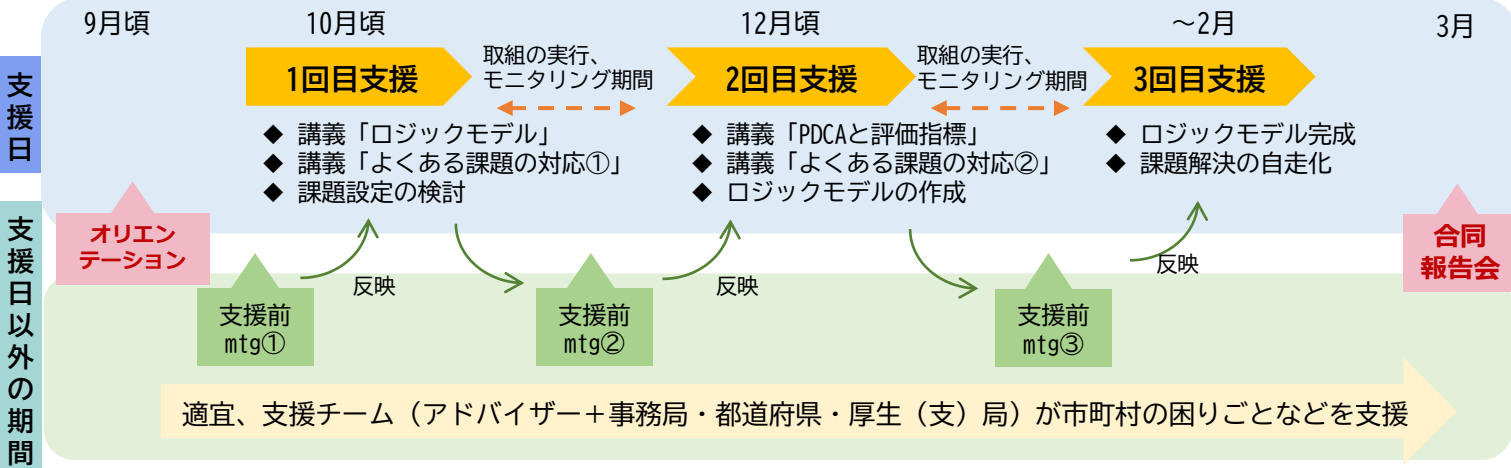 9月頃
10月頃
12月頃
～2月
3月
支援日
1回目支援
取組の実行、
モニタリング期間
2回目支援
取組の実行、
モニタリング期間
3回目支援
◆ 講義「ロジックモデル」
◆ 講義「よくある課題の対応①」
◆ 課題設定の検討
◆ 講義「PDCAと評価指標」
◆ 講義「よくある課題の対応②」
◆ ロジックモデルの作成
◆ ロジックモデル完成
◆ 課題解決の自走化
オリエン
テーション
合同
報告会
支援日以外の期間
支援前
mtg①
反映
支援前
mtg②
反映
支援前
mtg③
反映
適宜、支援チーム（アドバイザー＋事務局・都道府県・厚生（支）局）が市町村の困りごとなどを支援